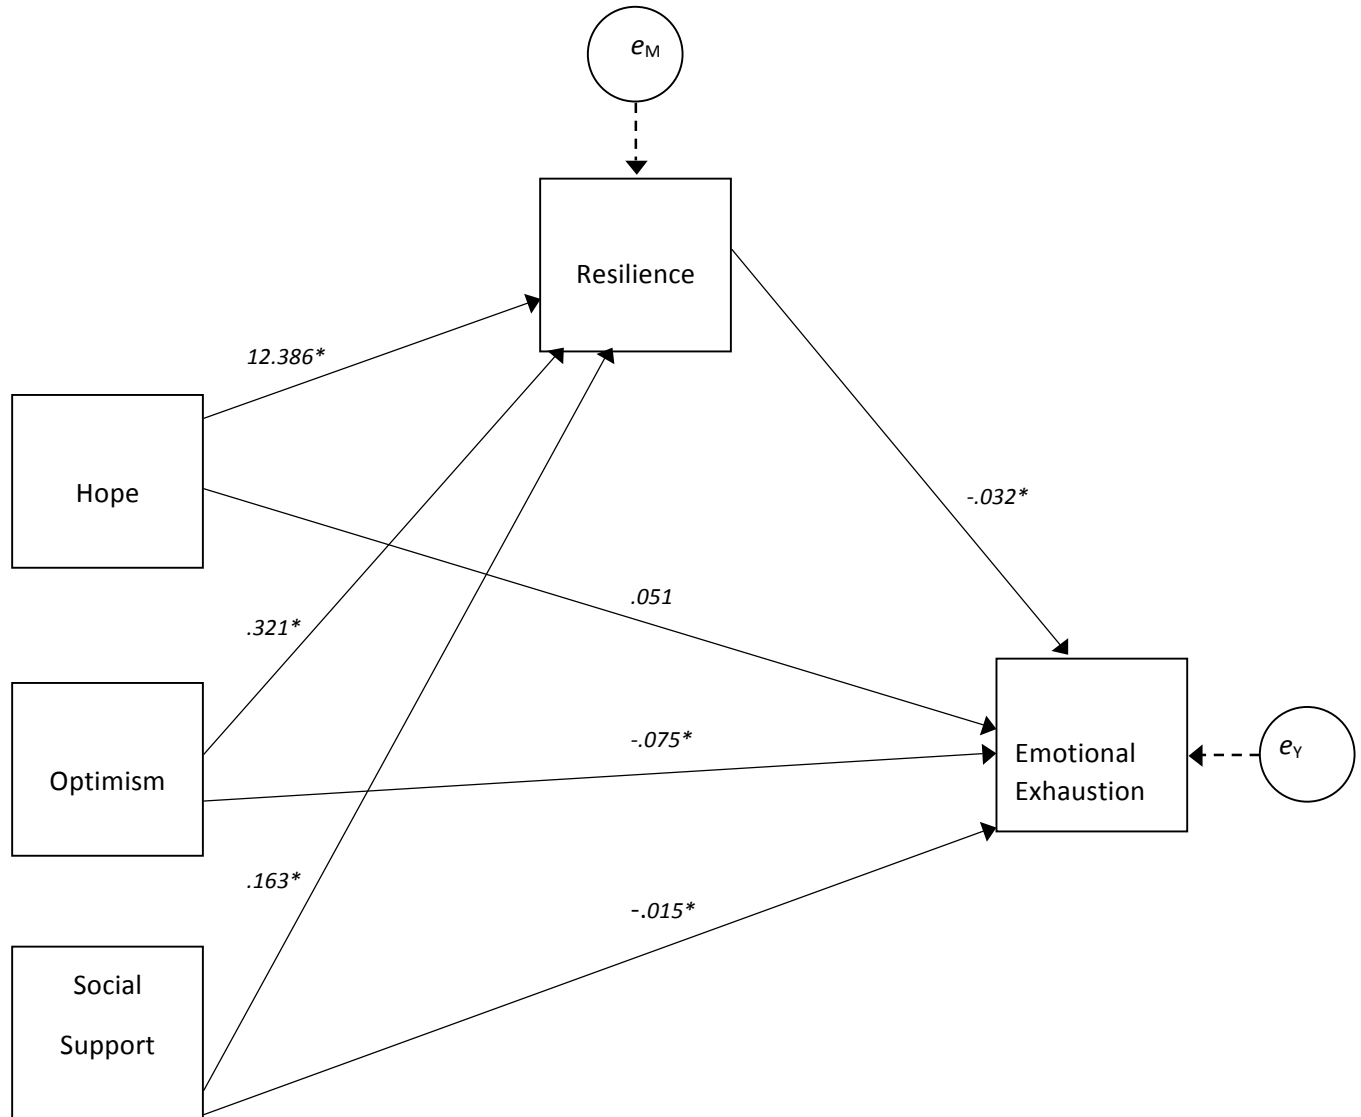 eM
Resilience
12.386*
Hope
-.032*
.051
.321*
-.075*
Optimism
Emotional
Exhaustion
eY
.163*
-.015*
Social
Support